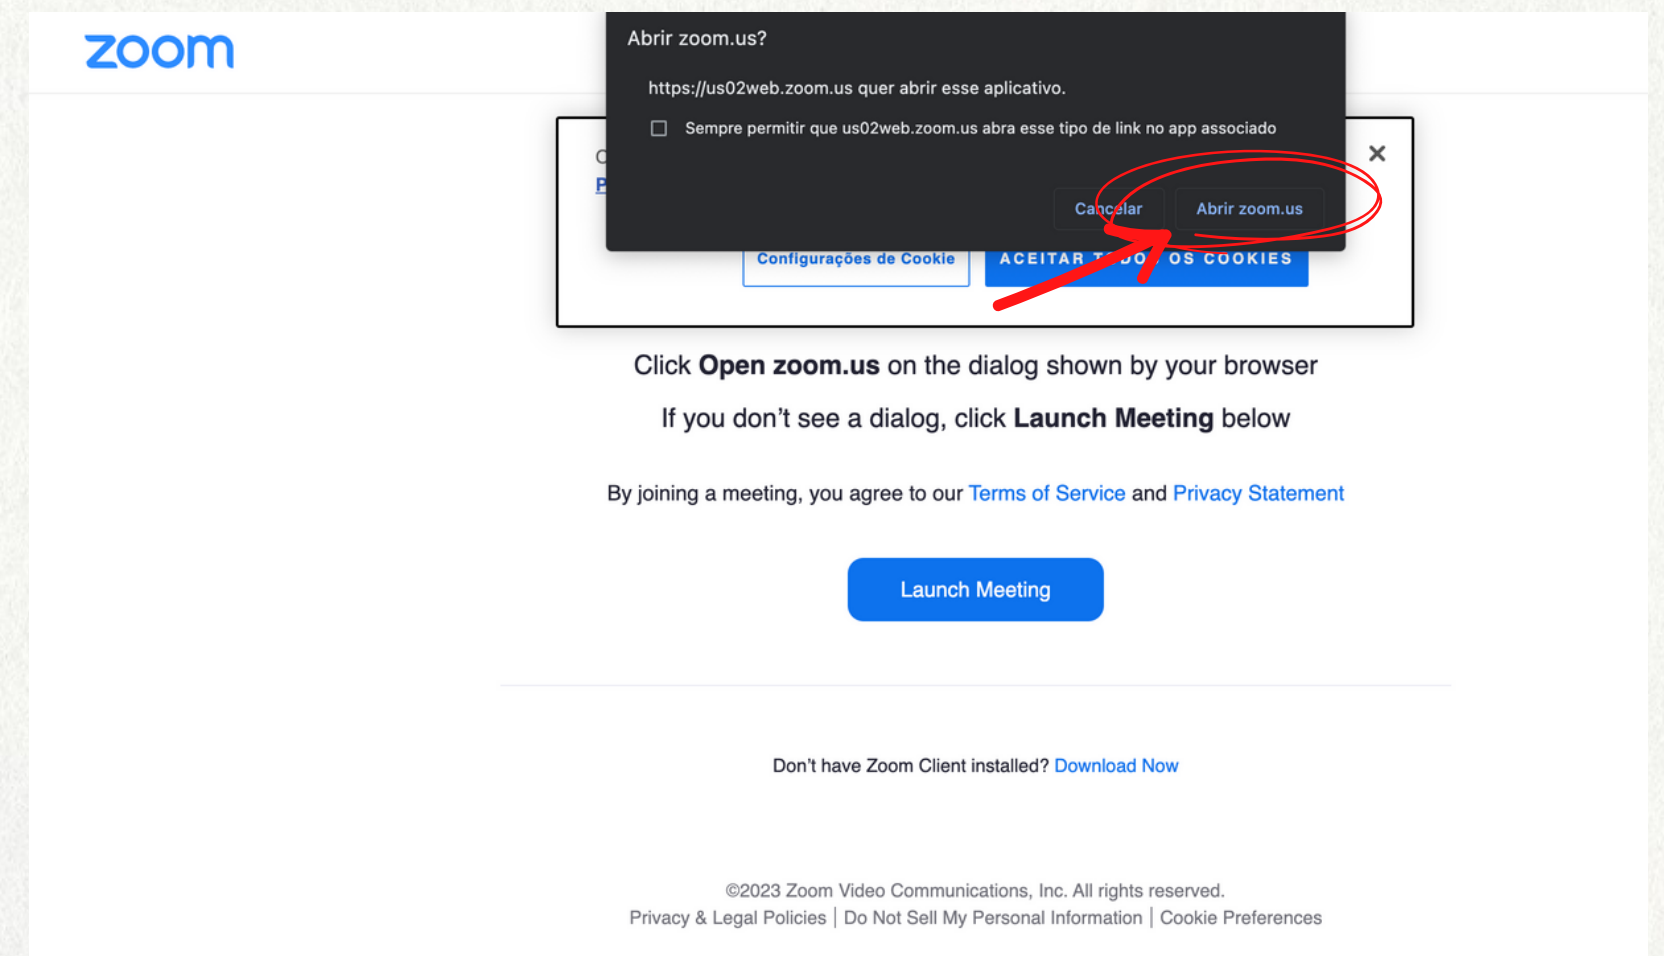 zoom
Abrir zoom.us?
https://us02web.zoom.us quer abrir esse aplicativo.
Sempre permitir que us02web.zoom.us abra esse tipo de link no app associado
Cancelar
Abrir zoom.us
Configurações de Cookie
ACEITAR TODOS OS COOKIES
Click Open zoom.us on the dialog shown by your browser
If you don’t see a dialog, click Launch Meeting below
By joining a meeting, you agree to our Terms of Service and Privacy Statement
Launch Meeting
Don’t have Zoom Client installed? Download Now
©2023 Zoom Video Communications, Inc. All rights reserved.
Privacy & Legal Policies | Do Not Sell My Personal Information | Cookie Preferences